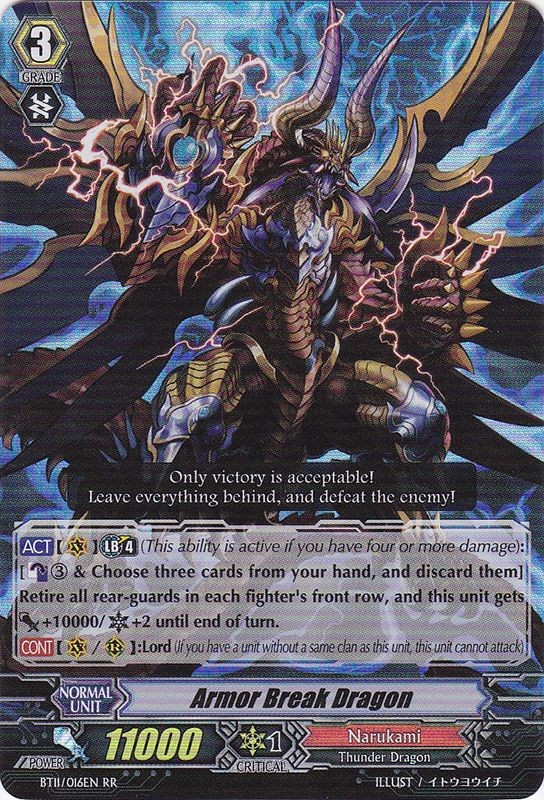 3
GRADE
Only victory is acceptable!
Leave everything behind, and defeat the enemy!
ACT [ ] LB 4 (This ability is active if you have four or more damage):
[ 3 & Choose three cards from your hand, and discard them]
Retire all rear-guards in each fighter's front row, and this unit gets
+10000/ +2 until end of turn.
CONT [ / ]:Lord (If you have a unit without a same clan as this unit, this unit cannot attack)
NORMAL
UNIT
Armor Break Dragon
POWER
11000
1
CRITICAL
Narukami
Thunder Dragon
BT11/016EN RR
ILLUST / イトウヨウイチ